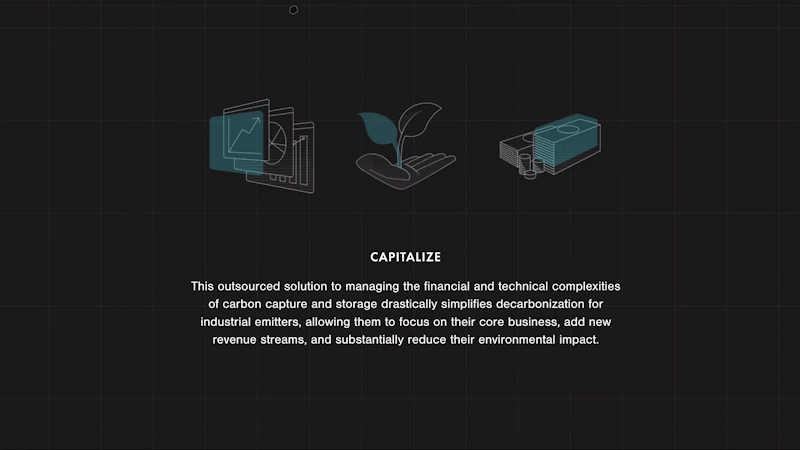 CAPITALIZE
This outsourced solution to managing the financial and technical complexities
of carbon capture and storage drastically simplifies decarbonization for
industrial emitters, allowing them to focus on their core business, add new
revenue streams, and substantially reduce their environmental impact.